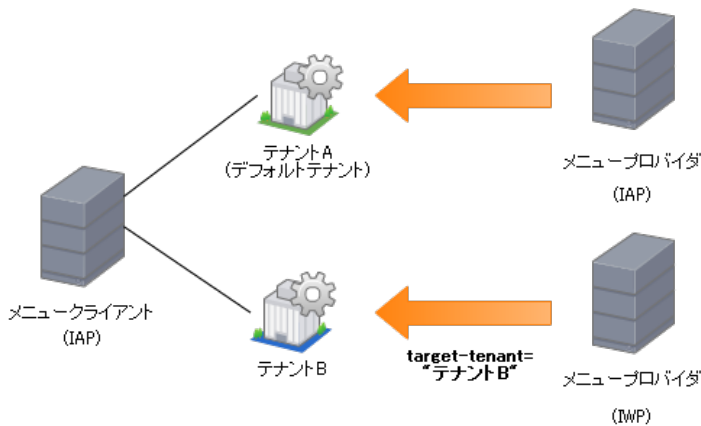 テナントA
(デフォルトテナント)
メニュープロバイダ
(IAP)
メニュークライアント
(IAP)
テナントB
target-tenant=
"テナントB"
メニュープロバイダ
(IWP)